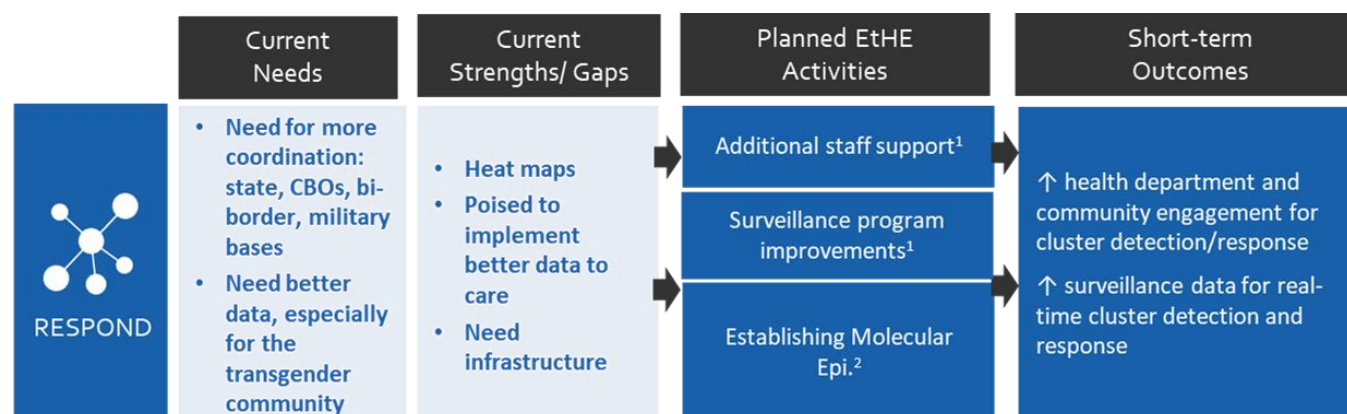 Current
Needs
Current
Strengths/ Gaps
Planned EtHE
Activities
Short-term
Outcomes
RESPOND
• Need for more
coordination:
state, CBOs, bi-
border, military
bases
• Need better
data, especially
for the
transgender
community
• Heat maps
• Poised to
implement
better data to
care
• Need
infrastructure
Additional staff support¹
Surveillance program
improvements¹
Establishing Molecular
Epi.²
↑ health department and
community engagement for
cluster detection/response
↑ surveillance data for real-
time cluster detection and
response